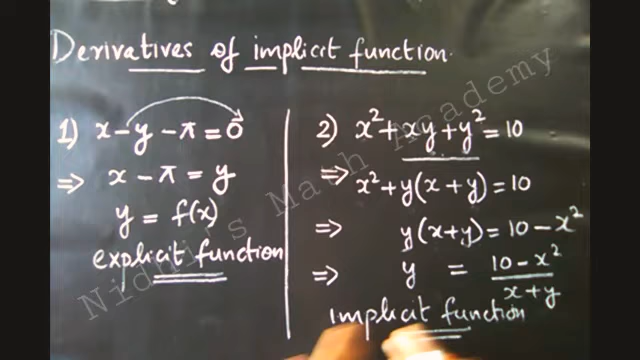 Derivatives of implicit function.
1) x - y - π = 0
⇒ x - π = y
y = f(x)
explicit function
2) x² + xy + y² = 10
⇒ x² + y(x + y) = 10
⇒ y(x + y) = 10 - x²
⇒ y = (10 - x²)/(x + y)
implicit function
Nidhi's Math Academy